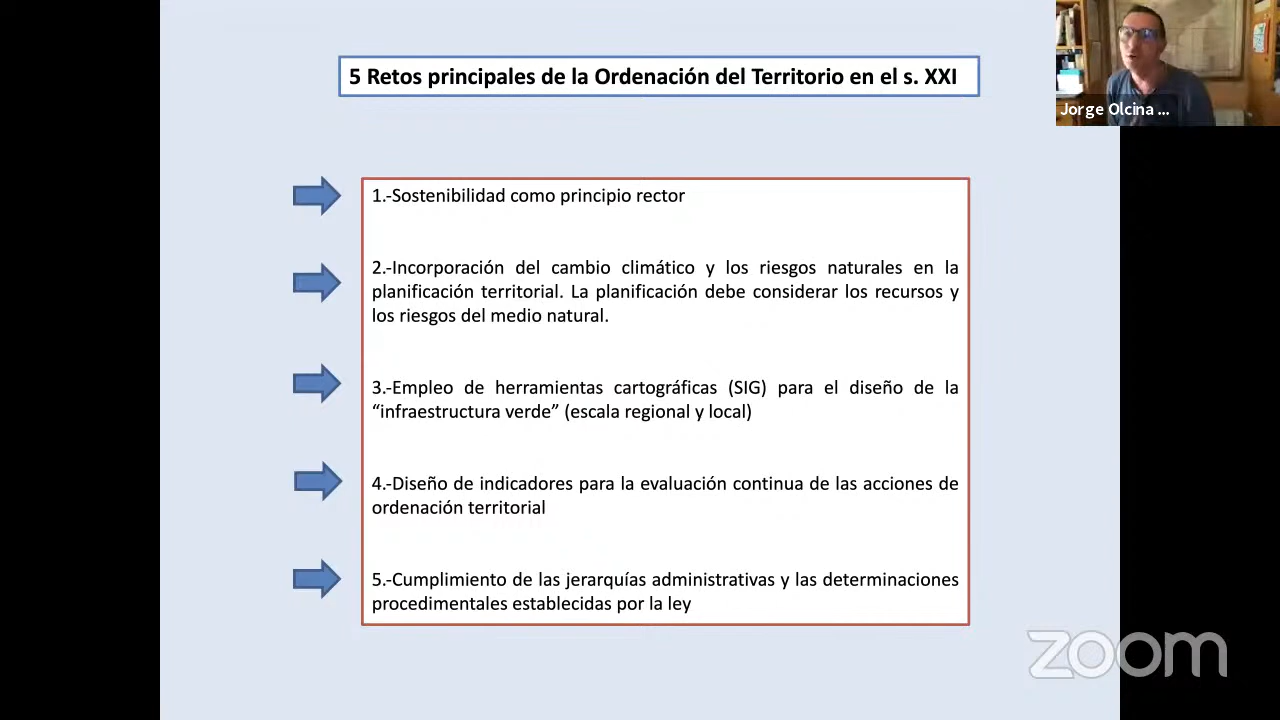 5 Retos principales de la Ordenación del Territorio en el s. XXI
Jorge Olcina ...
1.-Sostenibilidad como principio rector
2.-Incorporación del cambio climático y los riesgos naturales en la
planificación territorial. La planificación debe considerar los recursos y
los riesgos del medio natural.
3.-Empleo de herramientas cartográficas (SIG) para el diseño de la
“infraestructura verde” (escala regional y local)
4.-Diseño de indicadores para la evaluación continua de las acciones de
ordenación territorial
5.-Cumplimiento de las jerarquías administrativas y las determinaciones
procedimentales establecidas por la ley
zoom